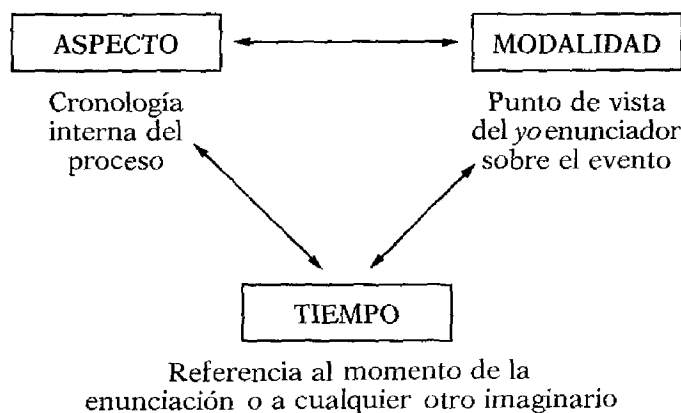 ASPECTO
MODALIDAD
Cronología
interna del
proceso
Punto de vista
del yo enunciador
sobre el evento
TIEMPO
Referencia al momento de la
enunciación o a cualquier otro imaginario